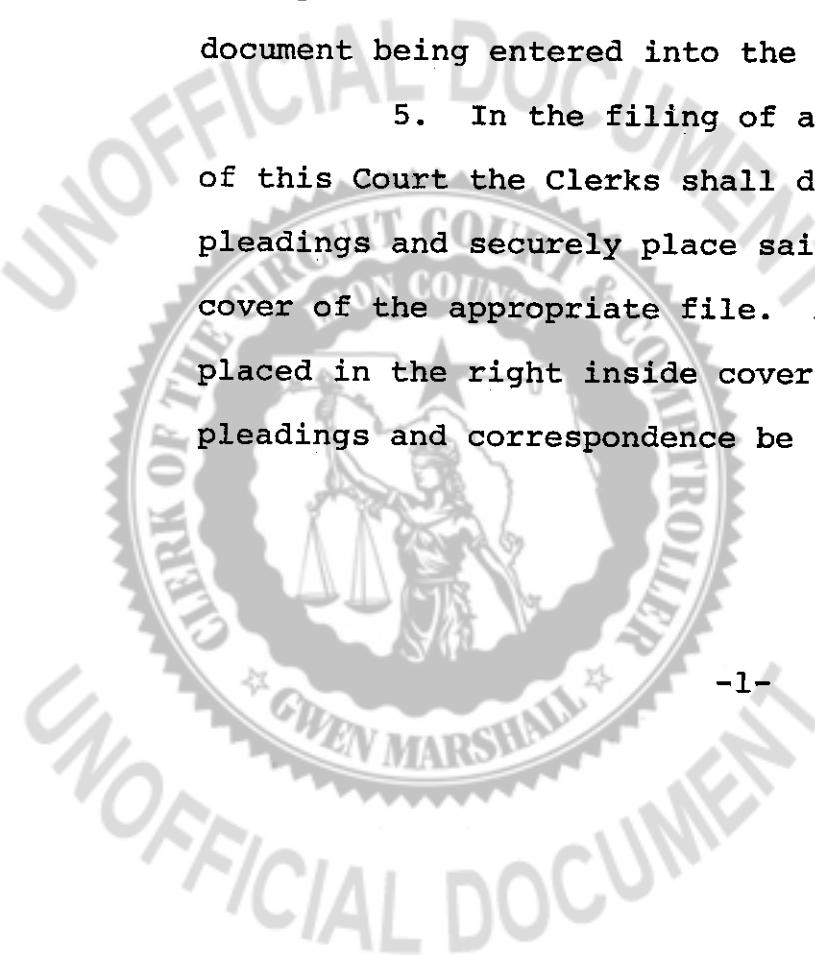 document being entered into the
5. In the filing of a
of this Court the Clerks shall d
pleadings and securely place sai
cover of the appropriate file.
placed in the right inside cover
pleadings and correspondence be
-1-
UNOFFICIAL DOCUMENT
CLERK OF THE CIRCUIT COURT & COMPTROLLER
LEON COUNTY
GWEN MARSHALL
UNOFFICIAL DOCUMENT